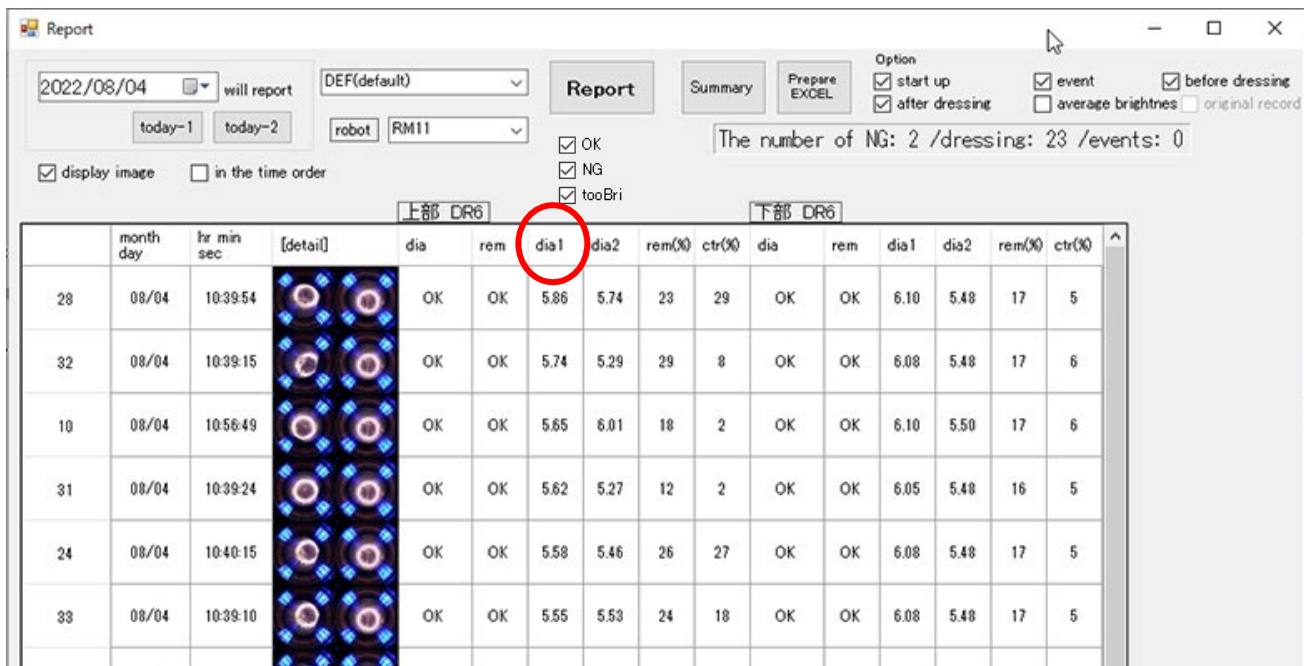 Report
Option
2022/08/04 will report DEF(default) Report Summary Prepare EXCEL start up event before dressing
after dressing average brightnes original record
today-1 today-2 robot RM11 OK
The number of NG: 2 /dressing: 23 /events: 0
display image in the time order NG
tooBri
上部 DR6 下部 DR6
month day hr min sec [detail] dia rem dia1 dia2 rem(%) ctr(%) dia rem dia1 dia2 rem(%) ctr(%)
28 08/04 10:39:54 OK OK 5.86 5.74 23 29 OK OK 6.10 5.48 17 5
32 08/04 10:39:15 OK OK 5.74 5.29 29 8 OK OK 6.08 5.48 17 6
10 08/04 10:56:49 OK OK 5.65 6.01 18 2 OK OK 6.10 5.50 17 6
31 08/04 10:39:24 OK OK 5.62 5.27 12 2 OK OK 6.05 5.48 16 5
24 08/04 10:40:15 OK OK 5.58 5.46 26 27 OK OK 6.08 5.48 17 5
33 08/04 10:39:10 OK OK 5.55 5.53 24 18 OK OK 6.08 5.48 17 5